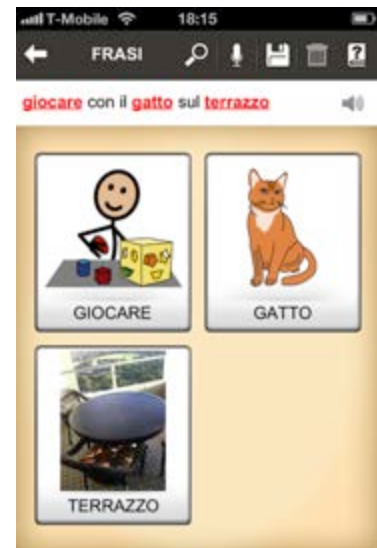 T-Mobile 18:15
FRASI
giocare con il gatto sul terrazzo
GIOCARE GATTO
TERRAZZO